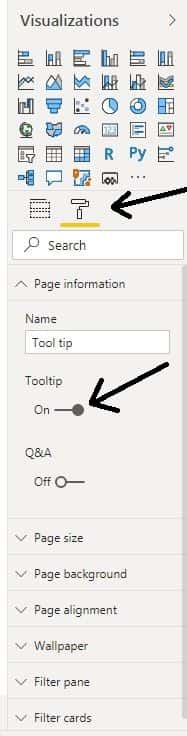 Visualizations
R
Py
Search
Page information
Name
Tool tip
Tooltip
On
Q&A
Off
Page size
Page background
Page alignment
Wallpaper
Filter pane
Filter cards